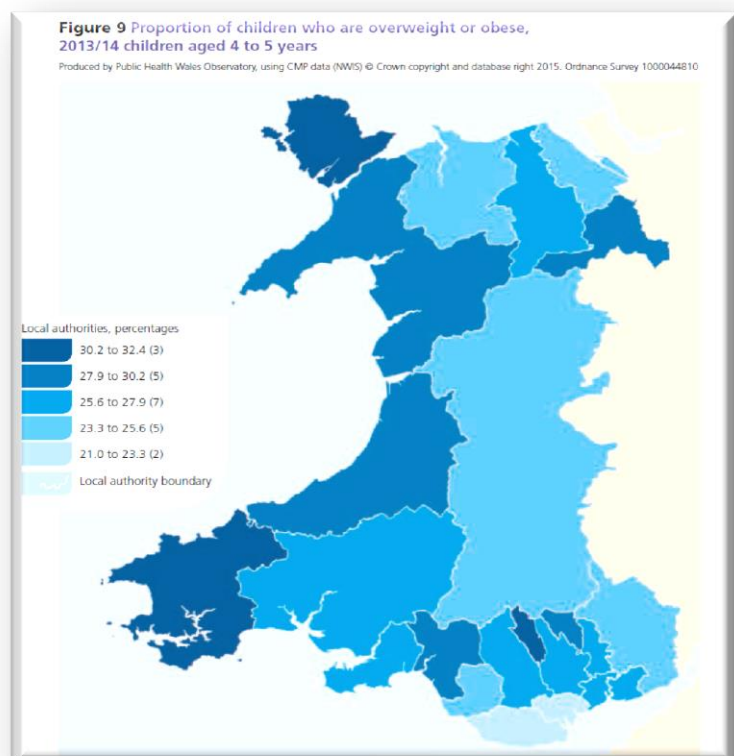 Figure 9 Proportion of children who are overweight or obese,
2013/14 children aged 4 to 5 years
Produced by Public Health Wales Observatory, using CMP data (NWIS) © Crown copyright and database right 2015. Ordnance Survey 1000044810
Local authorities, percentages
30.2 to 32.4 (3)
27.9 to 30.2 (5)
25.6 to 27.9 (7)
23.3 to 25.6 (5)
21.0 to 23.3 (2)
Local authority boundary